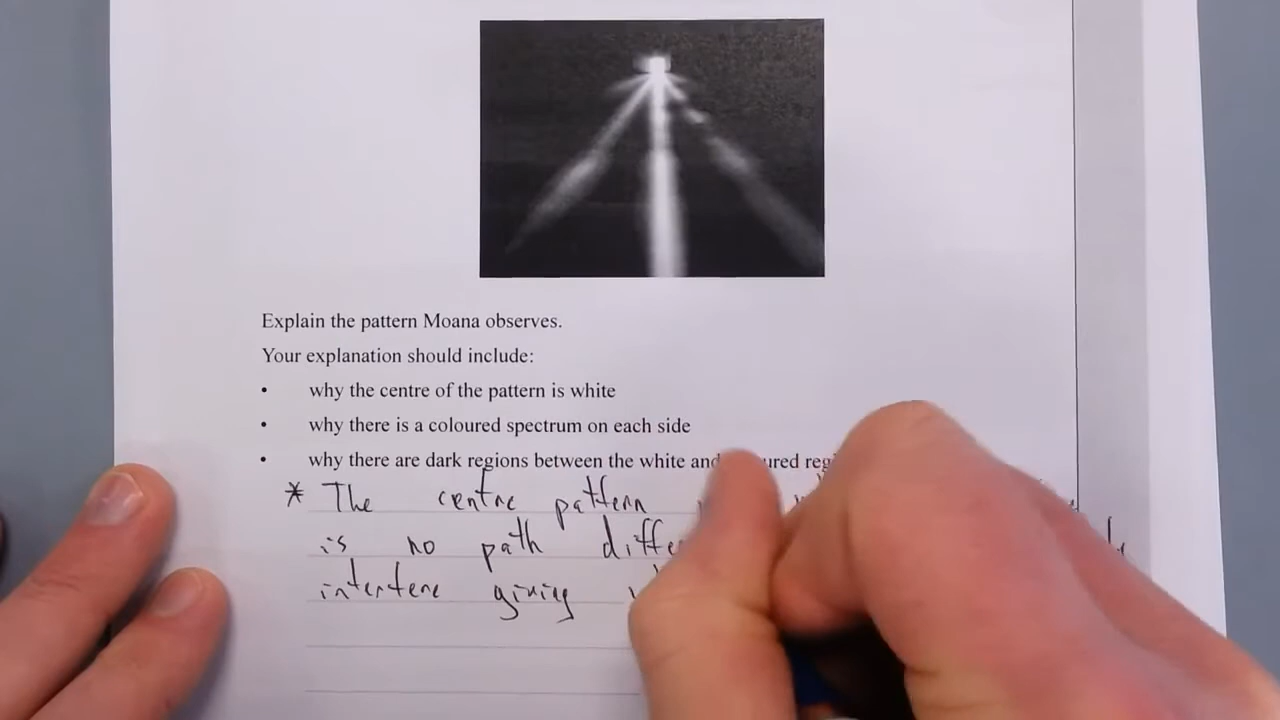 Explain the pattern Moana observes.
Your explanation should include:
• why the centre of the pattern is white
• why there is a coloured spectrum on each side
• why there are dark regions between the white and
* The centre pattern
is no path
interfere giving